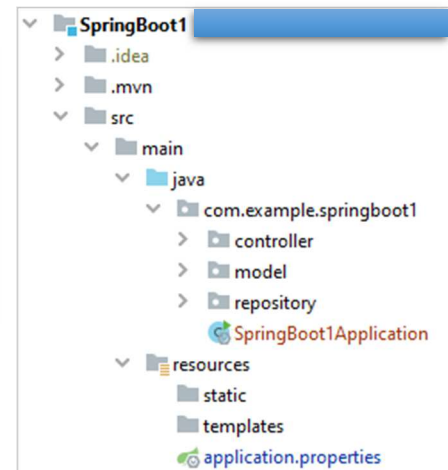 SpringBoot1
.idea
.mvn
src
main
java
com.example.springboot1
controller
model
repository
SpringBoot1Application
resources
static
templates
application.properties